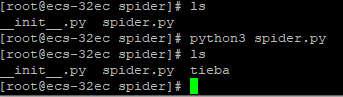 [root@ecs-32ec spider]# ls
__init__.py  spider.py
[root@ecs-32ec spider]# python3 spider.py
[root@ecs-32ec spider]# ls
__init__.py  spider.py  tieba
[root@ecs-32ec spider]#